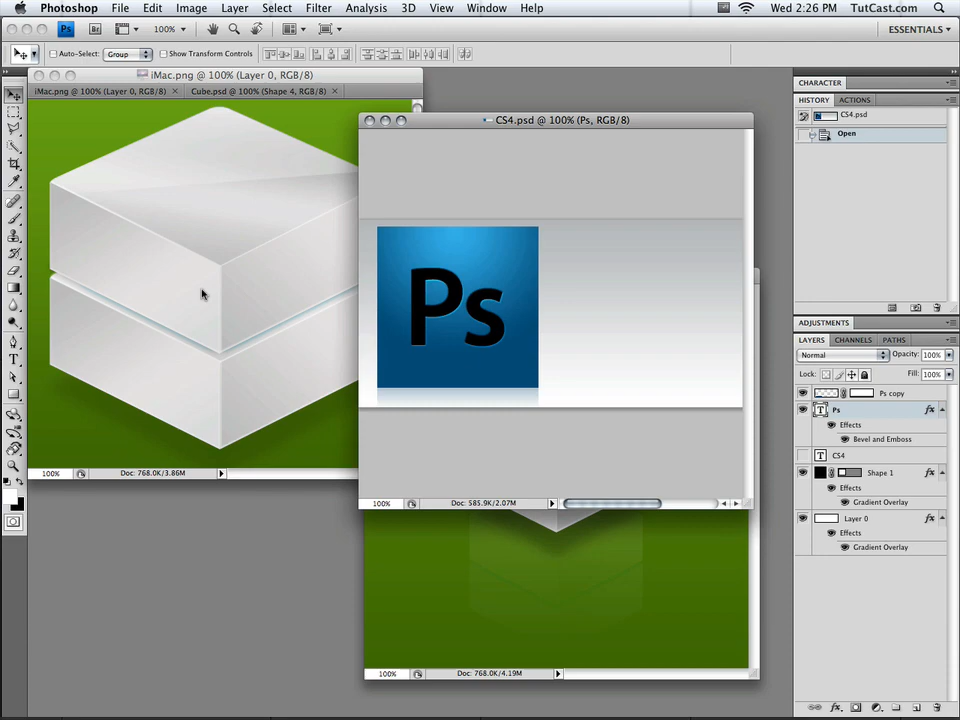 Photoshop File Edit Image Layer Select Filter Analysis 3D View Window Help Wed 2:26 PM TutCast.com
Ps Br 100% ESSENTIALS
Auto-Select: Group Show Transform Controls
iMac.png @ 100% (Layer 0, RGB/8)
iMac.png @ 100% (Layer 0, RGB/8) Cube.psd @ 100% (Shape 4, RGB/8)
CS4.psd @ 100% (Ps, RGB/8)
Ps
100% Doc: 768.0K/3.86M
100% Doc: 585.9K/2.07M
100% Doc: 768.0K/4.19M
CHARACTER
HISTORY ACTIONS
CS4.psd
Open
ADJUSTMENTS
LAYERS CHANNELS PATHS
Normal Opacity: 100%
Lock: Fill: 100%
Ps copy
T Ps fx
Effects
Bevel and Emboss
T CS4
Shape 1 fx
Effects
Gradient Overlay
Layer 0 fx
Effects
Gradient Overlay
fx